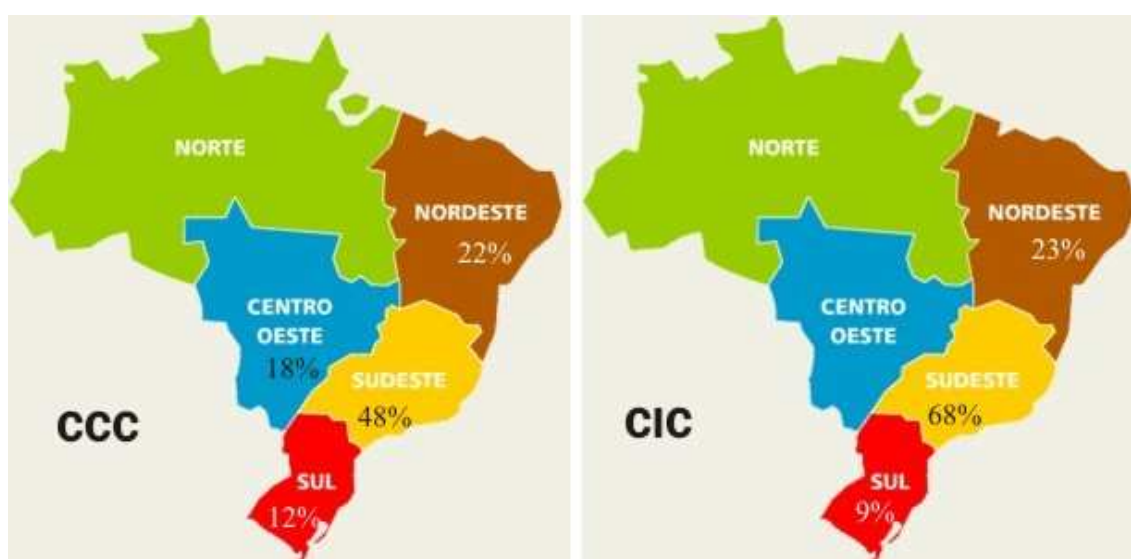 NORTE
NORDESTE
22%
CENTRO
OESTE
18%
SUDESTE
48%
CCC
SUL
12%
NORTE
NORDESTE
23%
CENTRO
OESTE
SUDESTE
68%
CIC
SUL
9%